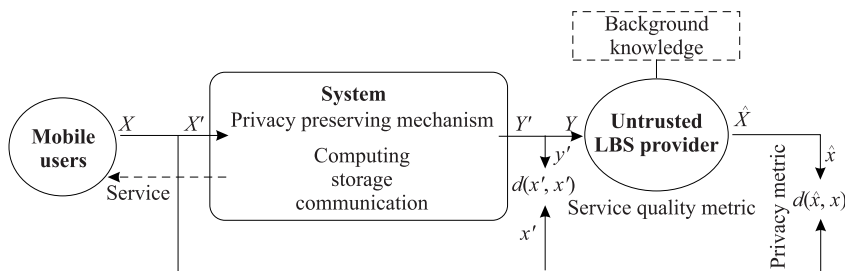 Background
knowledge
Mobile
users
X
X′
System
Privacy preserving mechanism
Computing
storage
communication
Service
Y′
Y
y′
d(x′, x′)
x′
Untrusted
LBS provider
Service quality metric
X̂
x̂
d(x̂, x)
Privacy metric